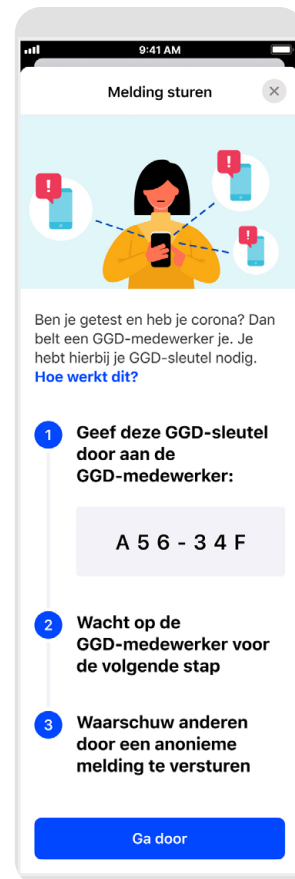 9:41 AM
Melding sturen
!
!
!
Ben je getest en heb je corona? Dan
belt een GGD-medewerker je. Je
hebt hierbij je GGD-sleutel nodig.
Hoe werkt dit?
1
Geef deze GGD-sleutel
door aan de
GGD-medewerker:
A56-34F
2
Wacht op de
GGD-medewerker voor
de volgende stap
3
Waarschuw anderen
door een anonieme
melding te versturen
Ga door